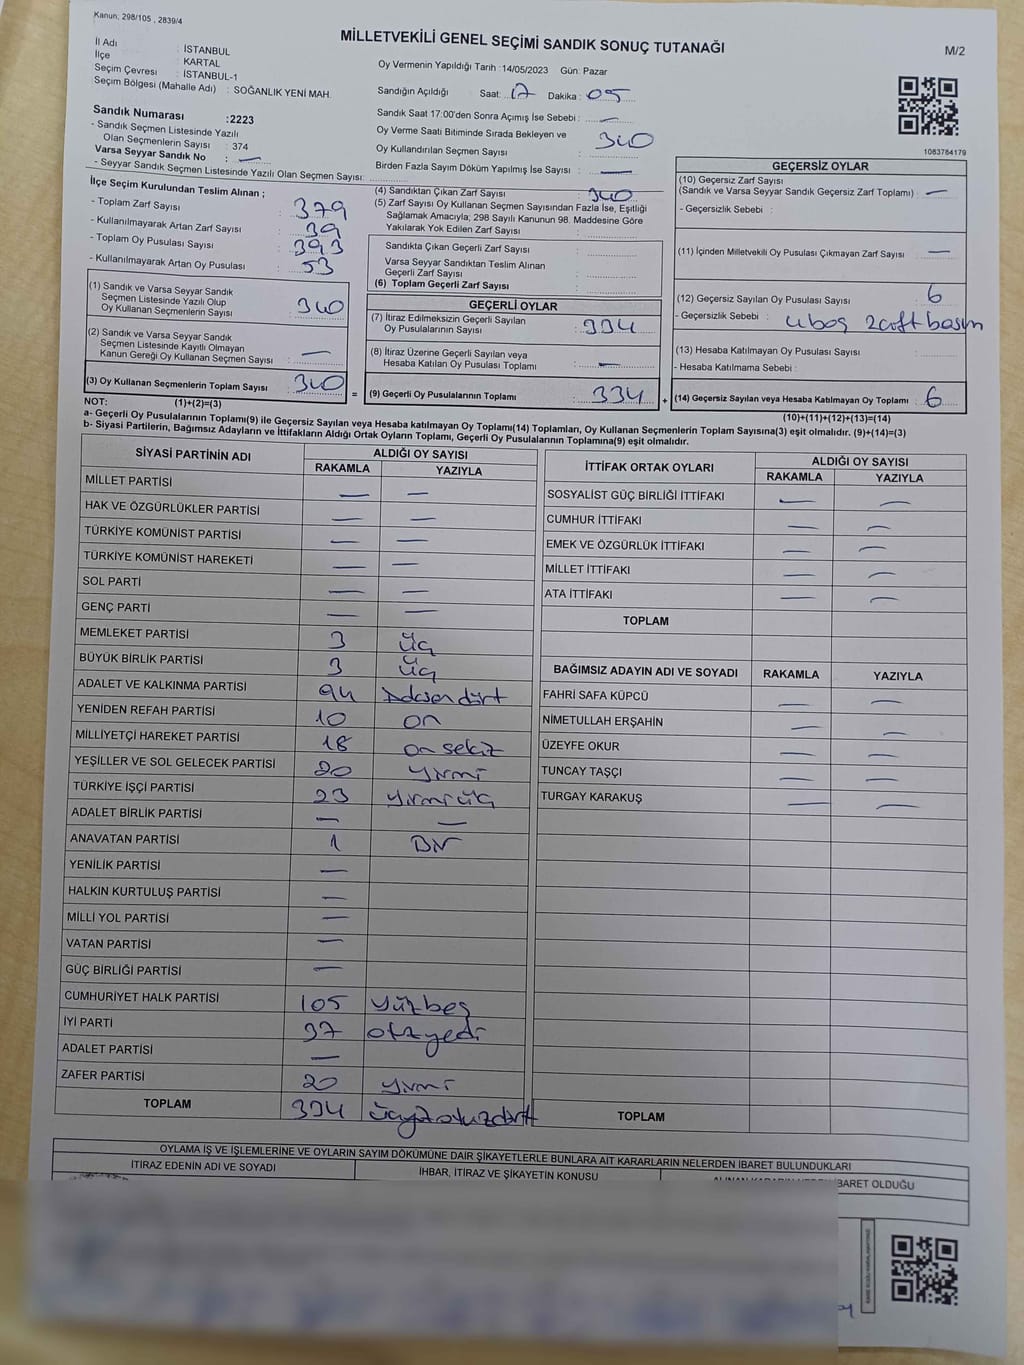 Kanun, 298/105 , 2839/4
MİLLETVEKİLİ GENEL SEÇİMİ SANDIK SONUÇ TUTANAĞI
M/2
İl Adı : İSTANBUL
İlçe : KARTAL
Seçim Çevresi : İSTANBUL-1
Seçim Bölgesi (Mahalle Adı) : SOĞANLIK YENİ MAH.
Oy Vermenin Yapıldığı Tarih :14/05/2023 Gün: Pazar
Sandığın Açıldığı Saat: 17 Dakika: 05
Sandık Saat 17:00'den Sonra Açımış İse Sebebi : —
Oy Verme Saati Bitiminde Sırada Bekleyen ve
Oy Kullandırılan Seçmen Sayısı : 340
Birden Fazla Sayım Döküm Yapılmış İse Sayısı : —
1083784179
Sandık Numarası :2223
- Sandık Seçmen Listesinde Yazılı
Olan Seçmenlerin Sayısı : 374
Varsa Seyyar Sandık No : —
- Seyyar Sandık Seçmen Listesinde Yazılı Olan Seçmen Sayısı:
İlçe Seçim Kurulundan Teslim Alınan ;
- Toplam Zarf Sayısı : 379
- Kullanılmayarak Artan Zarf Sayısı : 39
- Toplam Oy Pusulası Sayısı : 393
- Kullanılmayarak Artan Oy Pusulası : 53
(1) Sandık ve Varsa Seyyar Sandık
Seçmen Listesinde Yazılı Olup
Oy Kullanan Seçmenlerin Sayısı : 340
(2) Sandık ve Varsa Seyyar Sandık
Seçmen Listesinde Kayıtlı Olmayan
Kanun Gereği Oy Kullanan Seçmen Sayısı : —
(3) Oy Kullanan Seçmenlerin Toplam Sayısı : 340
(1)+(2)=(3)
(4) Sandıktan Çıkan Zarf Sayısı : 340
(5) Zarf Sayısı Oy Kullanan Seçmen Sayısından Fazla İse, Eşitliği
Sağlamak Amacıyla; 298 Sayılı Kanunun 98. Maddesine Göre
Yakılarak Yok Edilen Zarf Sayısı :
Sandıkta Çıkan Geçerli Zarf Sayısı :
Varsa Seyyar Sandıktan Teslim Alınan
Geçerli Zarf Sayısı :
(6) Toplam Geçerli Zarf Sayısı :
GEÇERLİ OYLAR
(7) İtiraz Edilmeksizin Geçerli Sayılan
Oy Pusulalarının Sayısı : 334
(8) İtiraz Üzerine Geçerli Sayılan veya
Hesaba Katılan Oy Pusulası Toplamı : —
= (9) Geçerli Oy Pusulalarının Toplamı : 334 +
GEÇERSİZ OYLAR
(10) Geçersiz Zarf Sayısı
(Sandık ve Varsa Seyyar Sandık Geçersiz Zarf Toplamı) : —
- Geçersizlik Sebebi :
(11) İçinden Milletvekili Oy Pusulası Çıkmayan Zarf Sayısı : —
(12) Geçersiz Sayılan Oy Pusulası Sayısı : 6
- Geçersizlik Sebebi : 4 boş 2 çift basım
(13) Hesaba Katılmayan Oy Pusulası Sayısı :
- Hesaba Katılmama Sebebi :
(14) Geçersiz Sayılan veya Hesaba Katılmayan Oy Toplamı : 6
(10)+(11)+(12)+(13)=(14)
NOT:
a- Geçerli Oy Pusulalarının Toplamı(9) ile Geçersiz Sayılan veya Hesaba katılmayan Oy Toplamı(14) Toplamları, Oy Kullanan Seçmenlerin Toplam Sayısına(3) eşit olmalıdır. (9)+(14)=(3)
b- Siyasi Partilerin, Bağımsız Adayların ve İttifakların Aldığı Ortak Oyların Toplamı, Geçerli Oy Pusulalarının Toplamına(9) eşit olmalıdır.
SİYASİ PARTİNİN ADI ALDIĞI OY SAYISI
RAKAMLA YAZIYLA
MİLLET PARTİSİ — —
HAK VE ÖZGÜRLÜKLER PARTİSİ — —
TÜRKİYE KOMÜNİST PARTİSİ — —
TÜRKİYE KOMÜNİST HAREKETİ — —
SOL PARTİ — —
GENÇ PARTİ — —
MEMLEKET PARTİSİ 3 üç
BÜYÜK BİRLİK PARTİSİ 3 üç
ADALET VE KALKINMA PARTİSİ 94 doksandört
YENİDEN REFAH PARTİSİ 10 on
MİLLİYETÇİ HAREKET PARTİSİ 18 on sekiz
YEŞİLLER VE SOL GELECEK PARTİSİ 20 yirmi
TÜRKİYE İŞÇİ PARTİSİ 23 yirmi üç
ADALET BİRLİK PARTİSİ — —
ANAVATAN PARTİSİ 1 Bir
YENİLİK PARTİSİ —
HALKIN KURTULUŞ PARTİSİ —
MİLLİ YOL PARTİSİ —
VATAN PARTİSİ —
GÜÇ BİRLİĞİ PARTİSİ —
CUMHURİYET HALK PARTİSİ 105 yüzbeş
İYİ PARTİ 37 otzyedi
ADALET PARTİSİ —
ZAFER PARTİSİ 20 yirmi
TOPLAM 334 üçyüzotuzdört
İTTİFAK ORTAK OYLARI ALDIĞI OY SAYISI
RAKAMLA YAZIYLA
SOSYALİST GÜÇ BİRLİĞİ İTTİFAKI — —
CUMHUR İTTİFAKI — —
EMEK VE ÖZGÜRLÜK İTTİFAKI — —
MİLLET İTTİFAKI — —
ATA İTTİFAKI — —
TOPLAM
BAĞIMSIZ ADAYIN ADI VE SOYADI RAKAMLA YAZIYLA
FAHRİ SAFA KÜPCÜ — —
NİMETULLAH ERŞAHİN — —
ÜZEYFE OKUR — —
TUNCAY TAŞÇI — —
TURGAY KARAKUŞ — —
TOPLAM
OYLAMA İŞ VE İŞLEMLERİNE VE OYLARIN SAYIM DÖKÜMÜNE DAİR ŞİKAYETLERLE BUNLARA AİT KARARLARIN NELERDEN İBARET BULUNDUKLARI
İTİRAZ EDENİN ADI VE SOYADI İHBAR, İTİRAZ VE ŞİKAYETİN KONUSU İBARET OLDUĞU